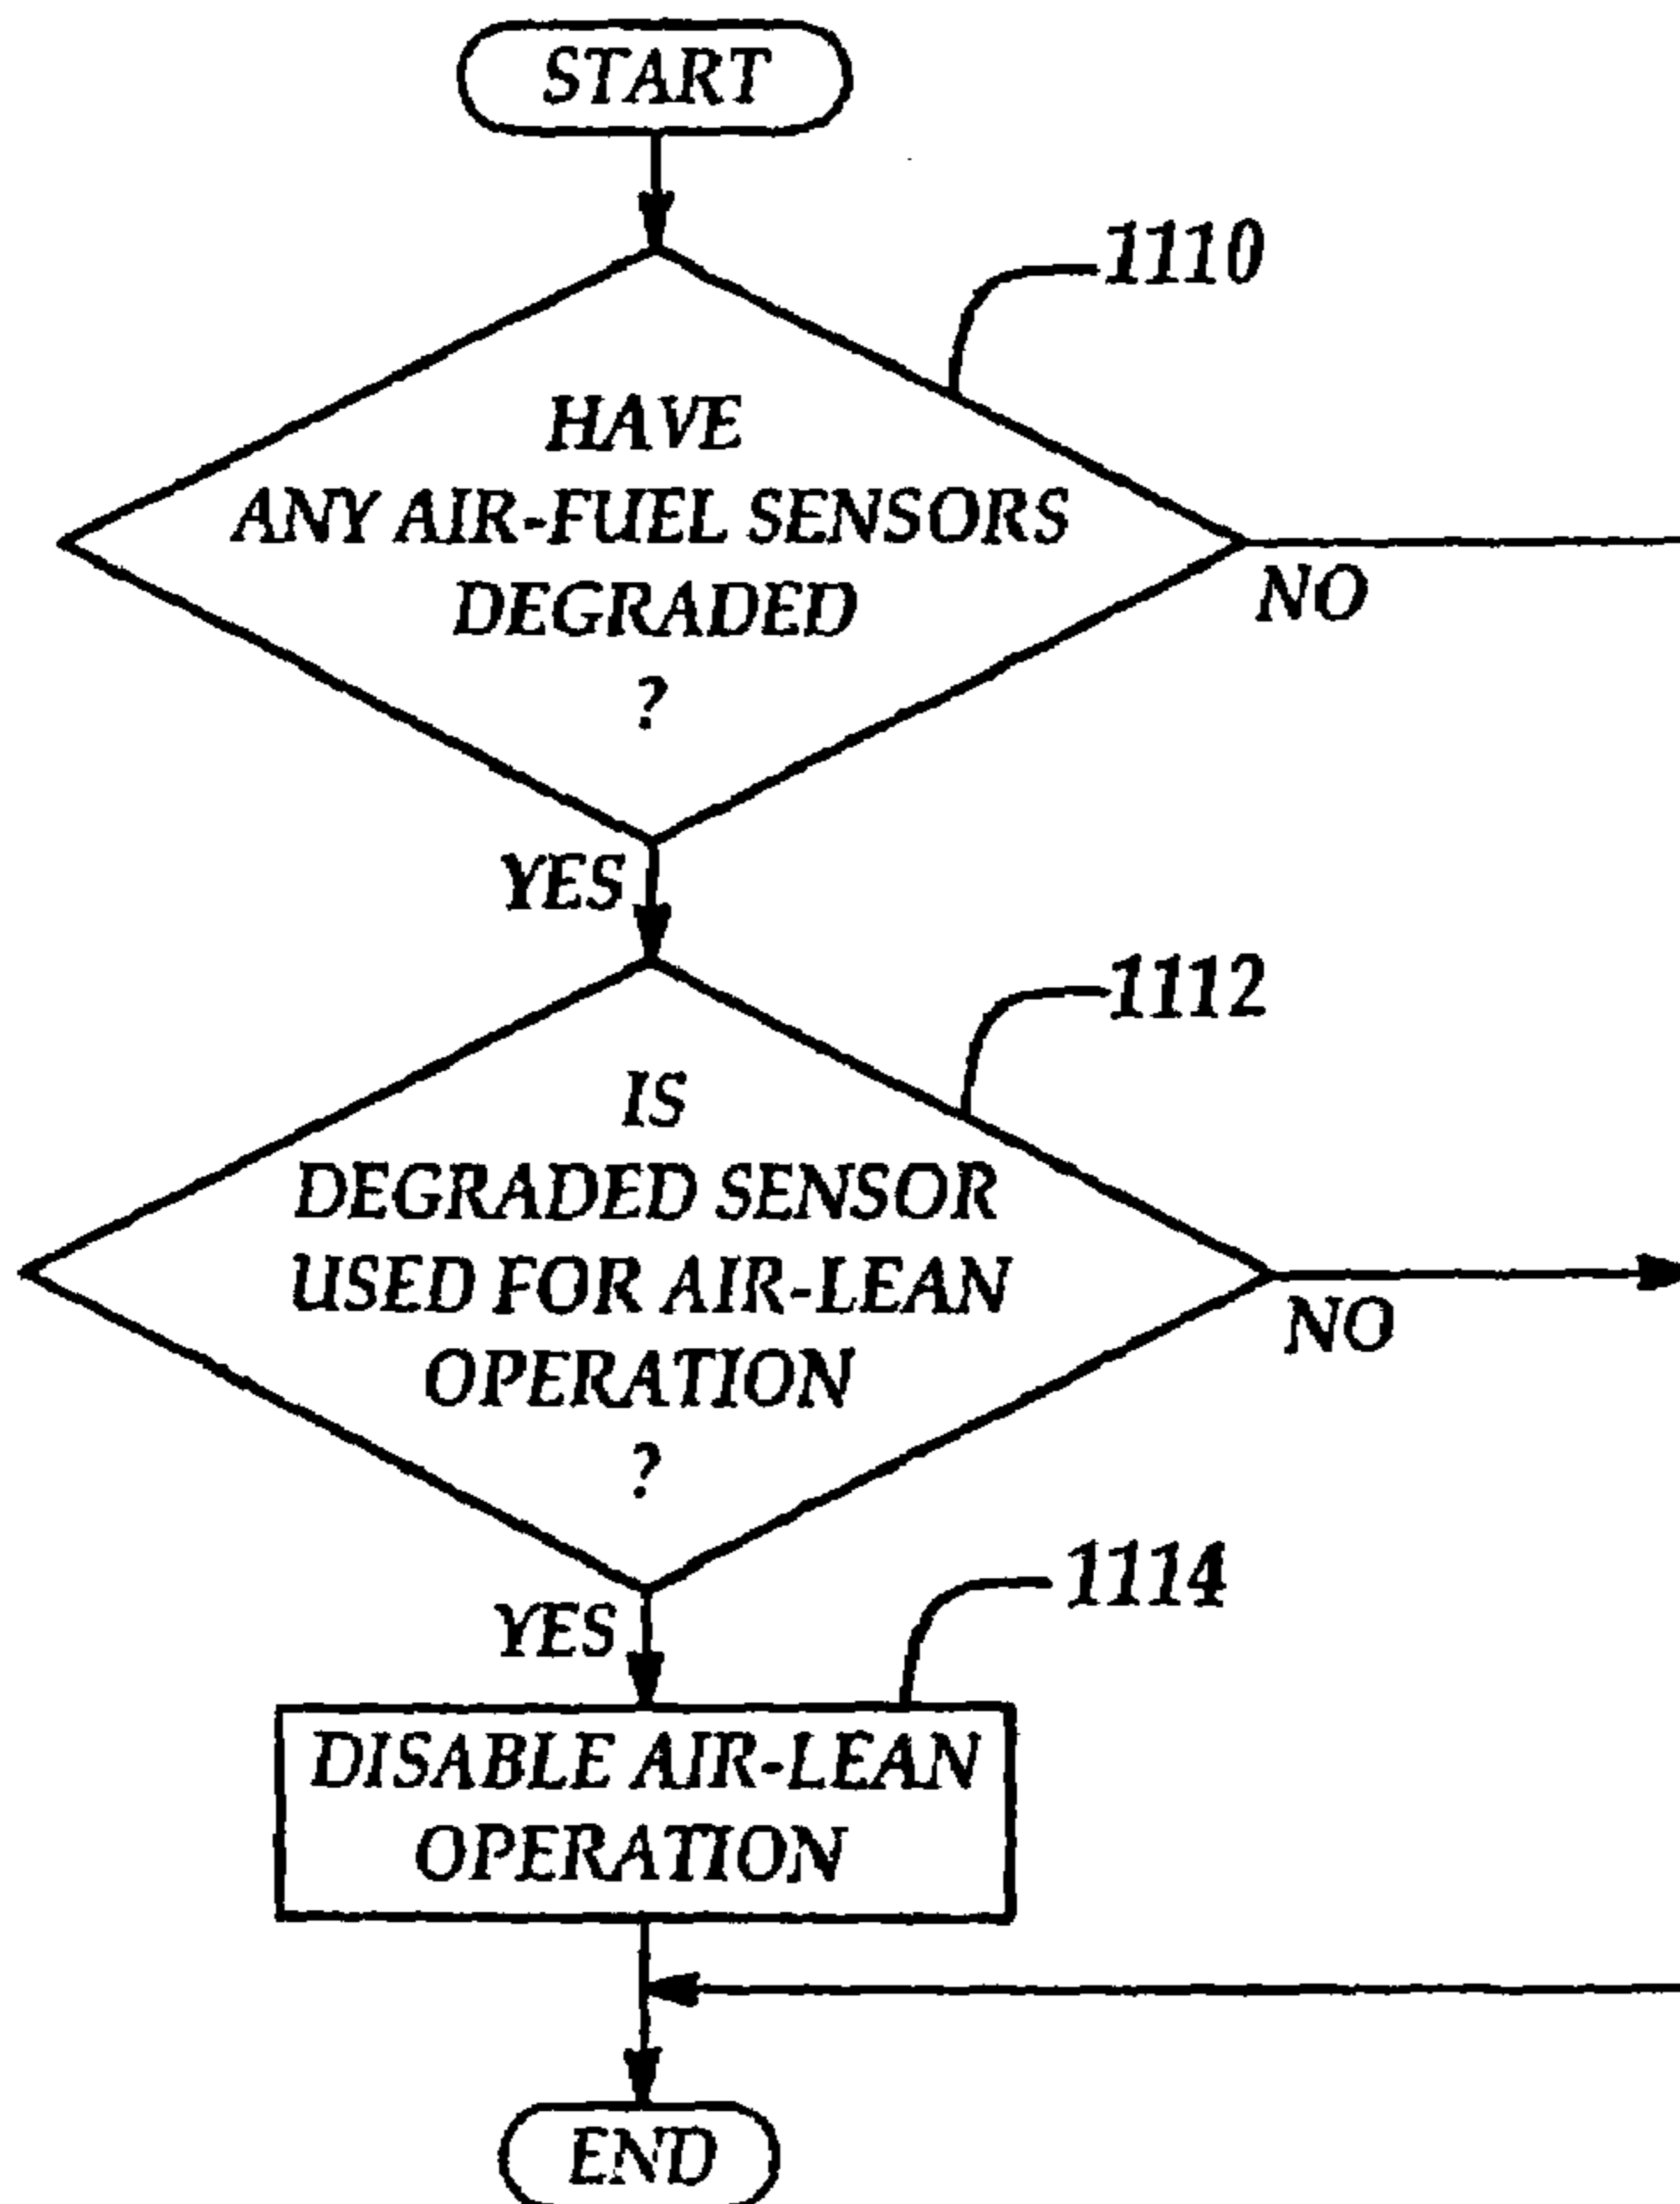 START
1110
HAVE
ANY AIR-FUEL SENSORS
DEGRADED
?
NO
YES
1112
IS
DEGRADED SENSOR
USED FOR AIR-LEAN
OPERATION
?
NO
YES
1114
DISABLE AIR-LEAN
OPERATION
END